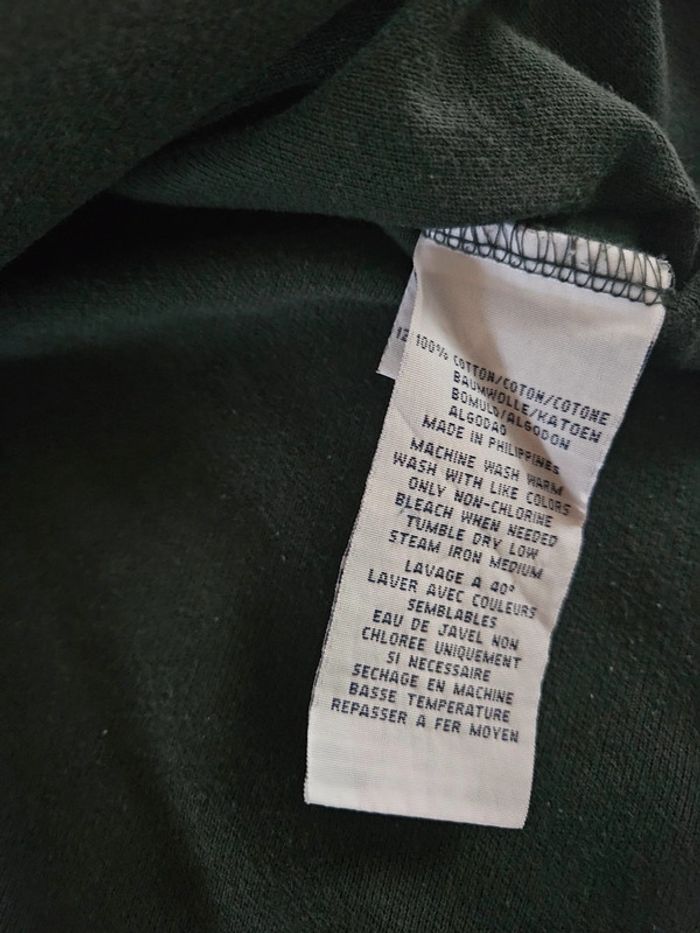 12
100% COTTON/COTON/COTONE
BAUMWOLLE/KATOEN
BOMULD/ALGODON
ALGODAO
MADE IN PHILIPPINES
MACHINE WASH WARM
WASH WITH LIKE COLORS
ONLY NON-CHLORINE
BLEACH WHEN NEEDED
TUMBLE DRY LOW
STEAM IRON MEDIUM
LAVAGE A 40°
LAVER AVEC COULEURS
SEMBLABLES
EAU DE JAVEL NON
CHLOREE UNIQUEMENT
SI NECESSAIRE
SECHAGE EN MACHINE
BASSE TEMPERATURE
REPASSER A FER MOYEN